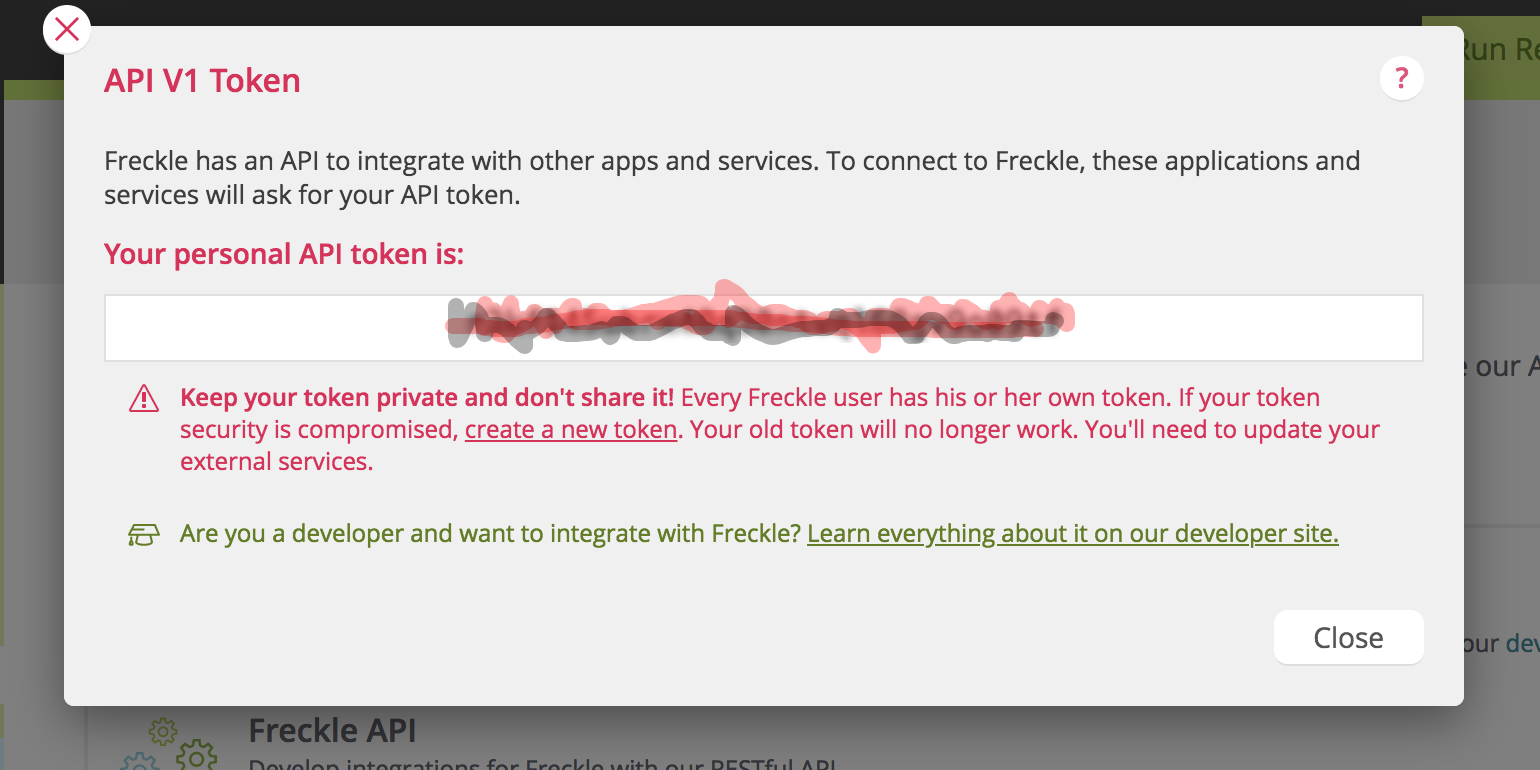 Run Re
API V1 Token
?
Freckle has an API to integrate with other apps and services. To connect to Freckle, these applications and
services will ask for your API token.
Your personal API token is:
e our A
Keep your token private and don't share it! Every Freckle user has his or her own token. If your token
security is compromised, create a new token. Your old token will no longer work. You'll need to update your
external services.
Are you a developer and want to integrate with Freckle? Learn everything about it on our developer site.
Close
our dev
Freckle API
Develop integrations for Freckle with our RESTful API